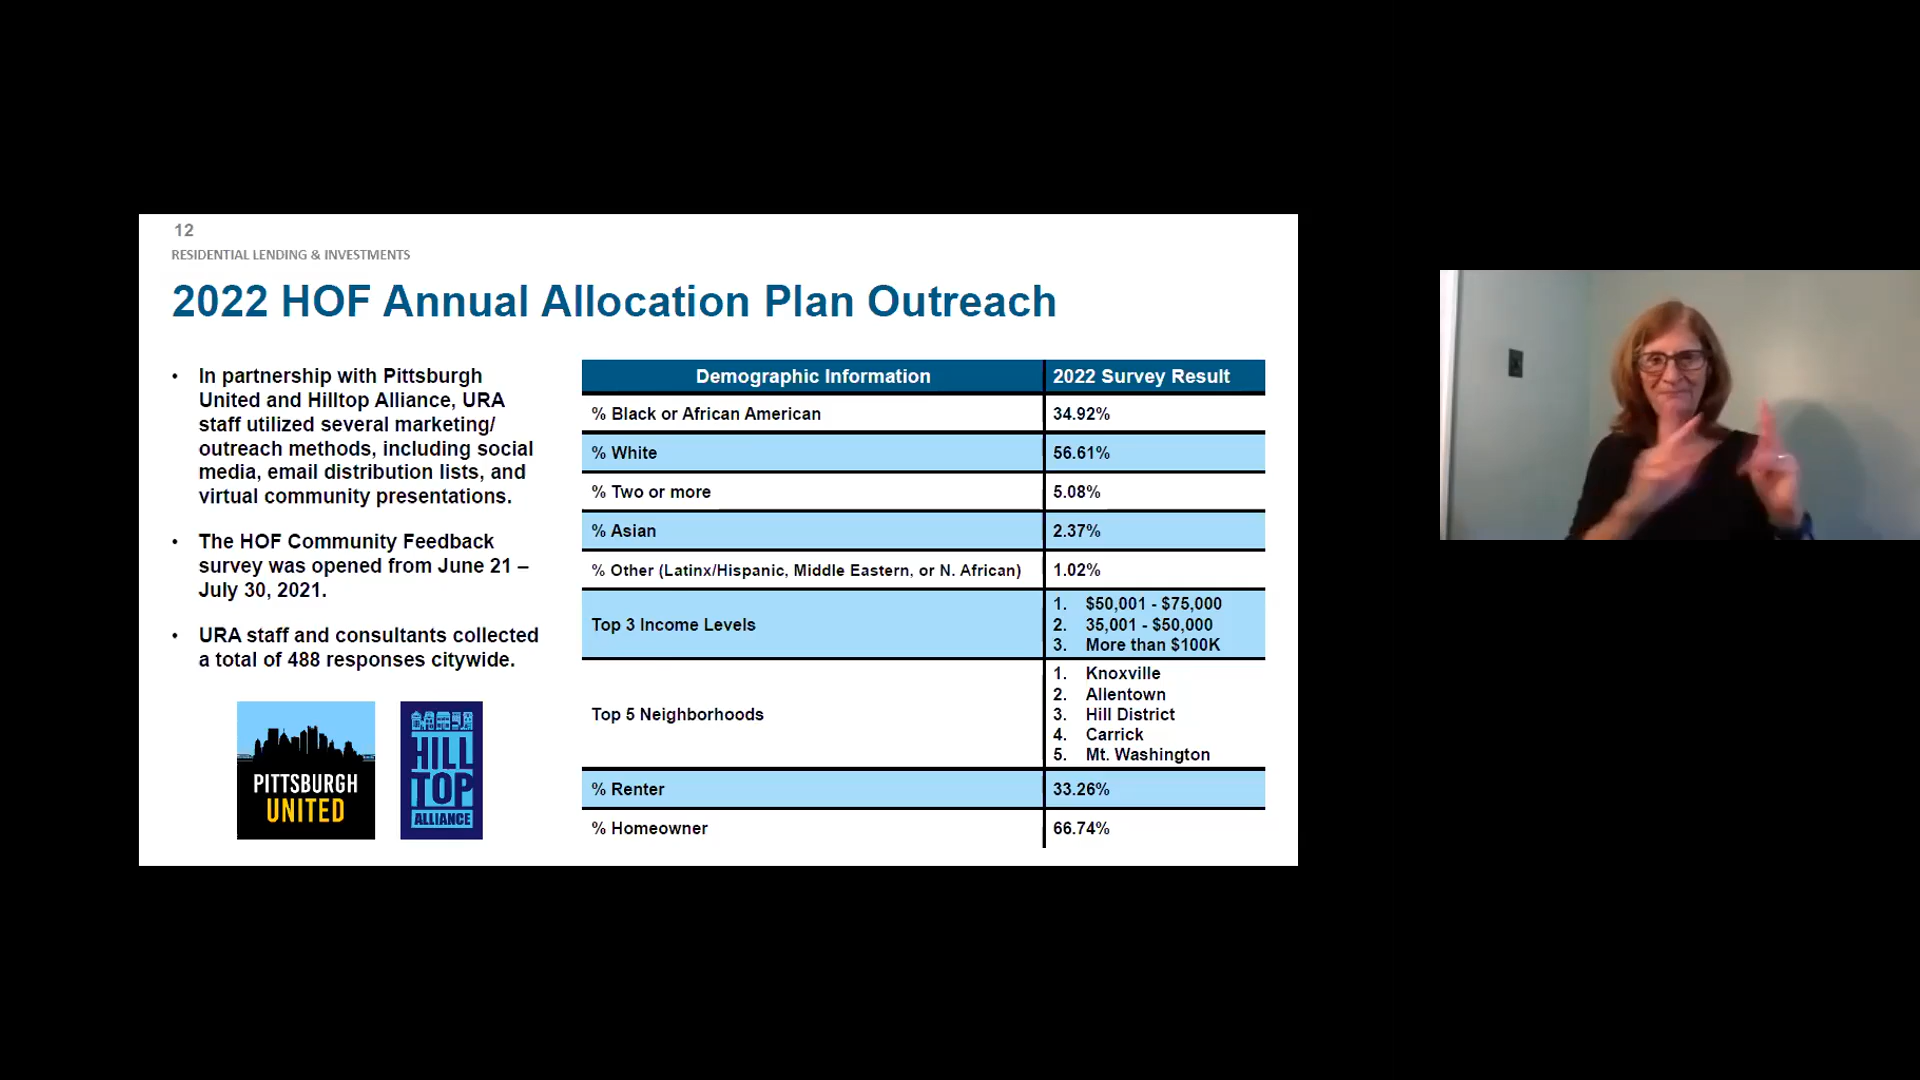 12
RESIDENTIAL LENDING & INVESTMENTS
2022 HOF Annual Allocation Plan Outreach
• In partnership with Pittsburgh
United and Hilltop Alliance, URA
staff utilized several marketing/
outreach methods, including social
media, email distribution lists, and
virtual community presentations.
• The HOF Community Feedback
survey was opened from June 21 –
July 30, 2021.
• URA staff and consultants collected
a total of 488 responses citywide.
PITTSBURGH
UNITED
HILL
TOP
ALLIANCE
Demographic Information 2022 Survey Result
% Black or African American 34.92%
% White 56.61%
% Two or more 5.08%
% Asian 2.37%
% Other (Latinx/Hispanic, Middle Eastern, or N. African) 1.02%
Top 3 Income Levels
1. $50,001 - $75,000
2. 35,001 - $50,000
3. More than $100K
Top 5 Neighborhoods
1. Knoxville
2. Allentown
3. Hill District
4. Carrick
5. Mt. Washington
% Renter 33.26%
% Homeowner 66.74%